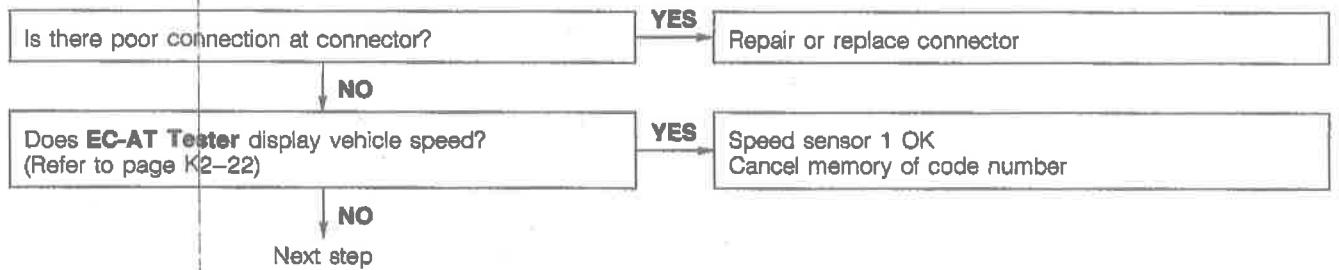 Is there poor connection at connector?
YES
Repair or replace connector
NO
Does EC-AT Tester display vehicle speed?
(Refer to page K2–22)
YES
Speed sensor 1 OK
Cancel memory of code number
NO
Next step